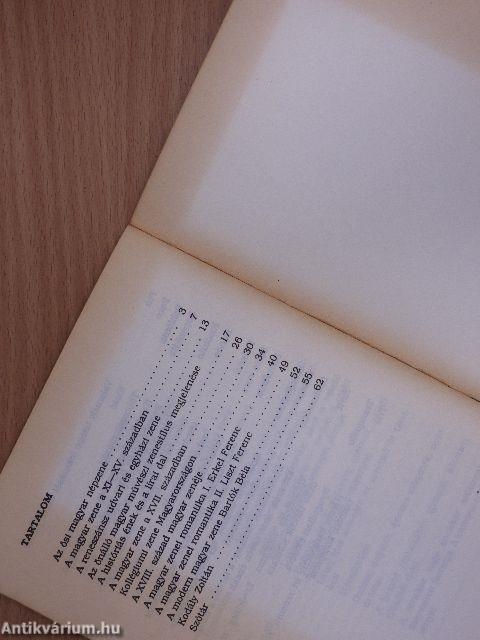 TARTALOM
Az ősi magyar népzene . . . . . . . . . . 3
A magyar zene a XI—XV. században . . . . . 7
A reneszánsz udvari és egyházi zene . . . . . 13
Az önálló magyar művészi zenestílus megjelenése
A históriás ének és a lírai dal . . . . . . . 17
A magyar zene a XVII. században . . . . . . 26
Kollégiumi zene Magyarországon . . . . . . 30
A XVIII. század magyar zenéje . . . . . . . 34
A magyar zenei romantika I. Erkel Ferenc . . . 40
A magyar zenei romantika II. Liszt Ferenc . . . 49
A modern magyar zene Bartók Béla . . . . . . 52
Kodály Zoltán . . . . . . . . . . . . . 55
Szótár . . . . . . . . . . . . . . . . 62
Antikvárium.hu